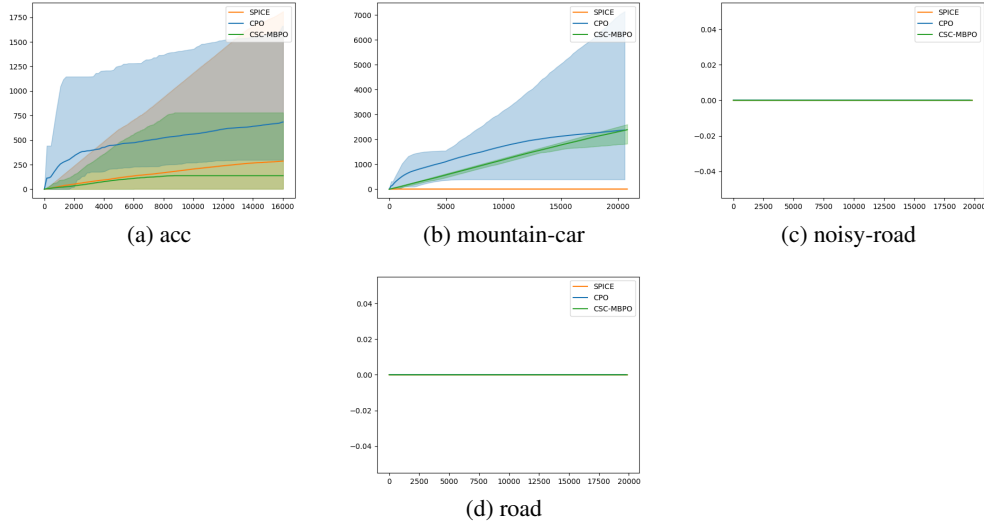 SPICE
CPO
CSC-MBPO
1750
1500
1250
1000
750
500
250
0
0 2000 4000 6000 8000 10000 12000 14000 16000
(a) acc
SPICE
CPO
CSC-MBPO
7000
6000
5000
4000
3000
2000
1000
0
0 5000 10000 15000 20000
(b) mountain-car
SPICE
CPO
CSC-MBPO
0.04
0.02
0.00
−0.02
−0.04
0 2500 5000 7500 10000 12500 15000 17500 20000
(c) noisy-road
SPICE
CPO
CSC-MBPO
0.04
0.02
0.00
−0.02
−0.04
0 2500 5000 7500 10000 12500 15000 17500 20000
(d) road